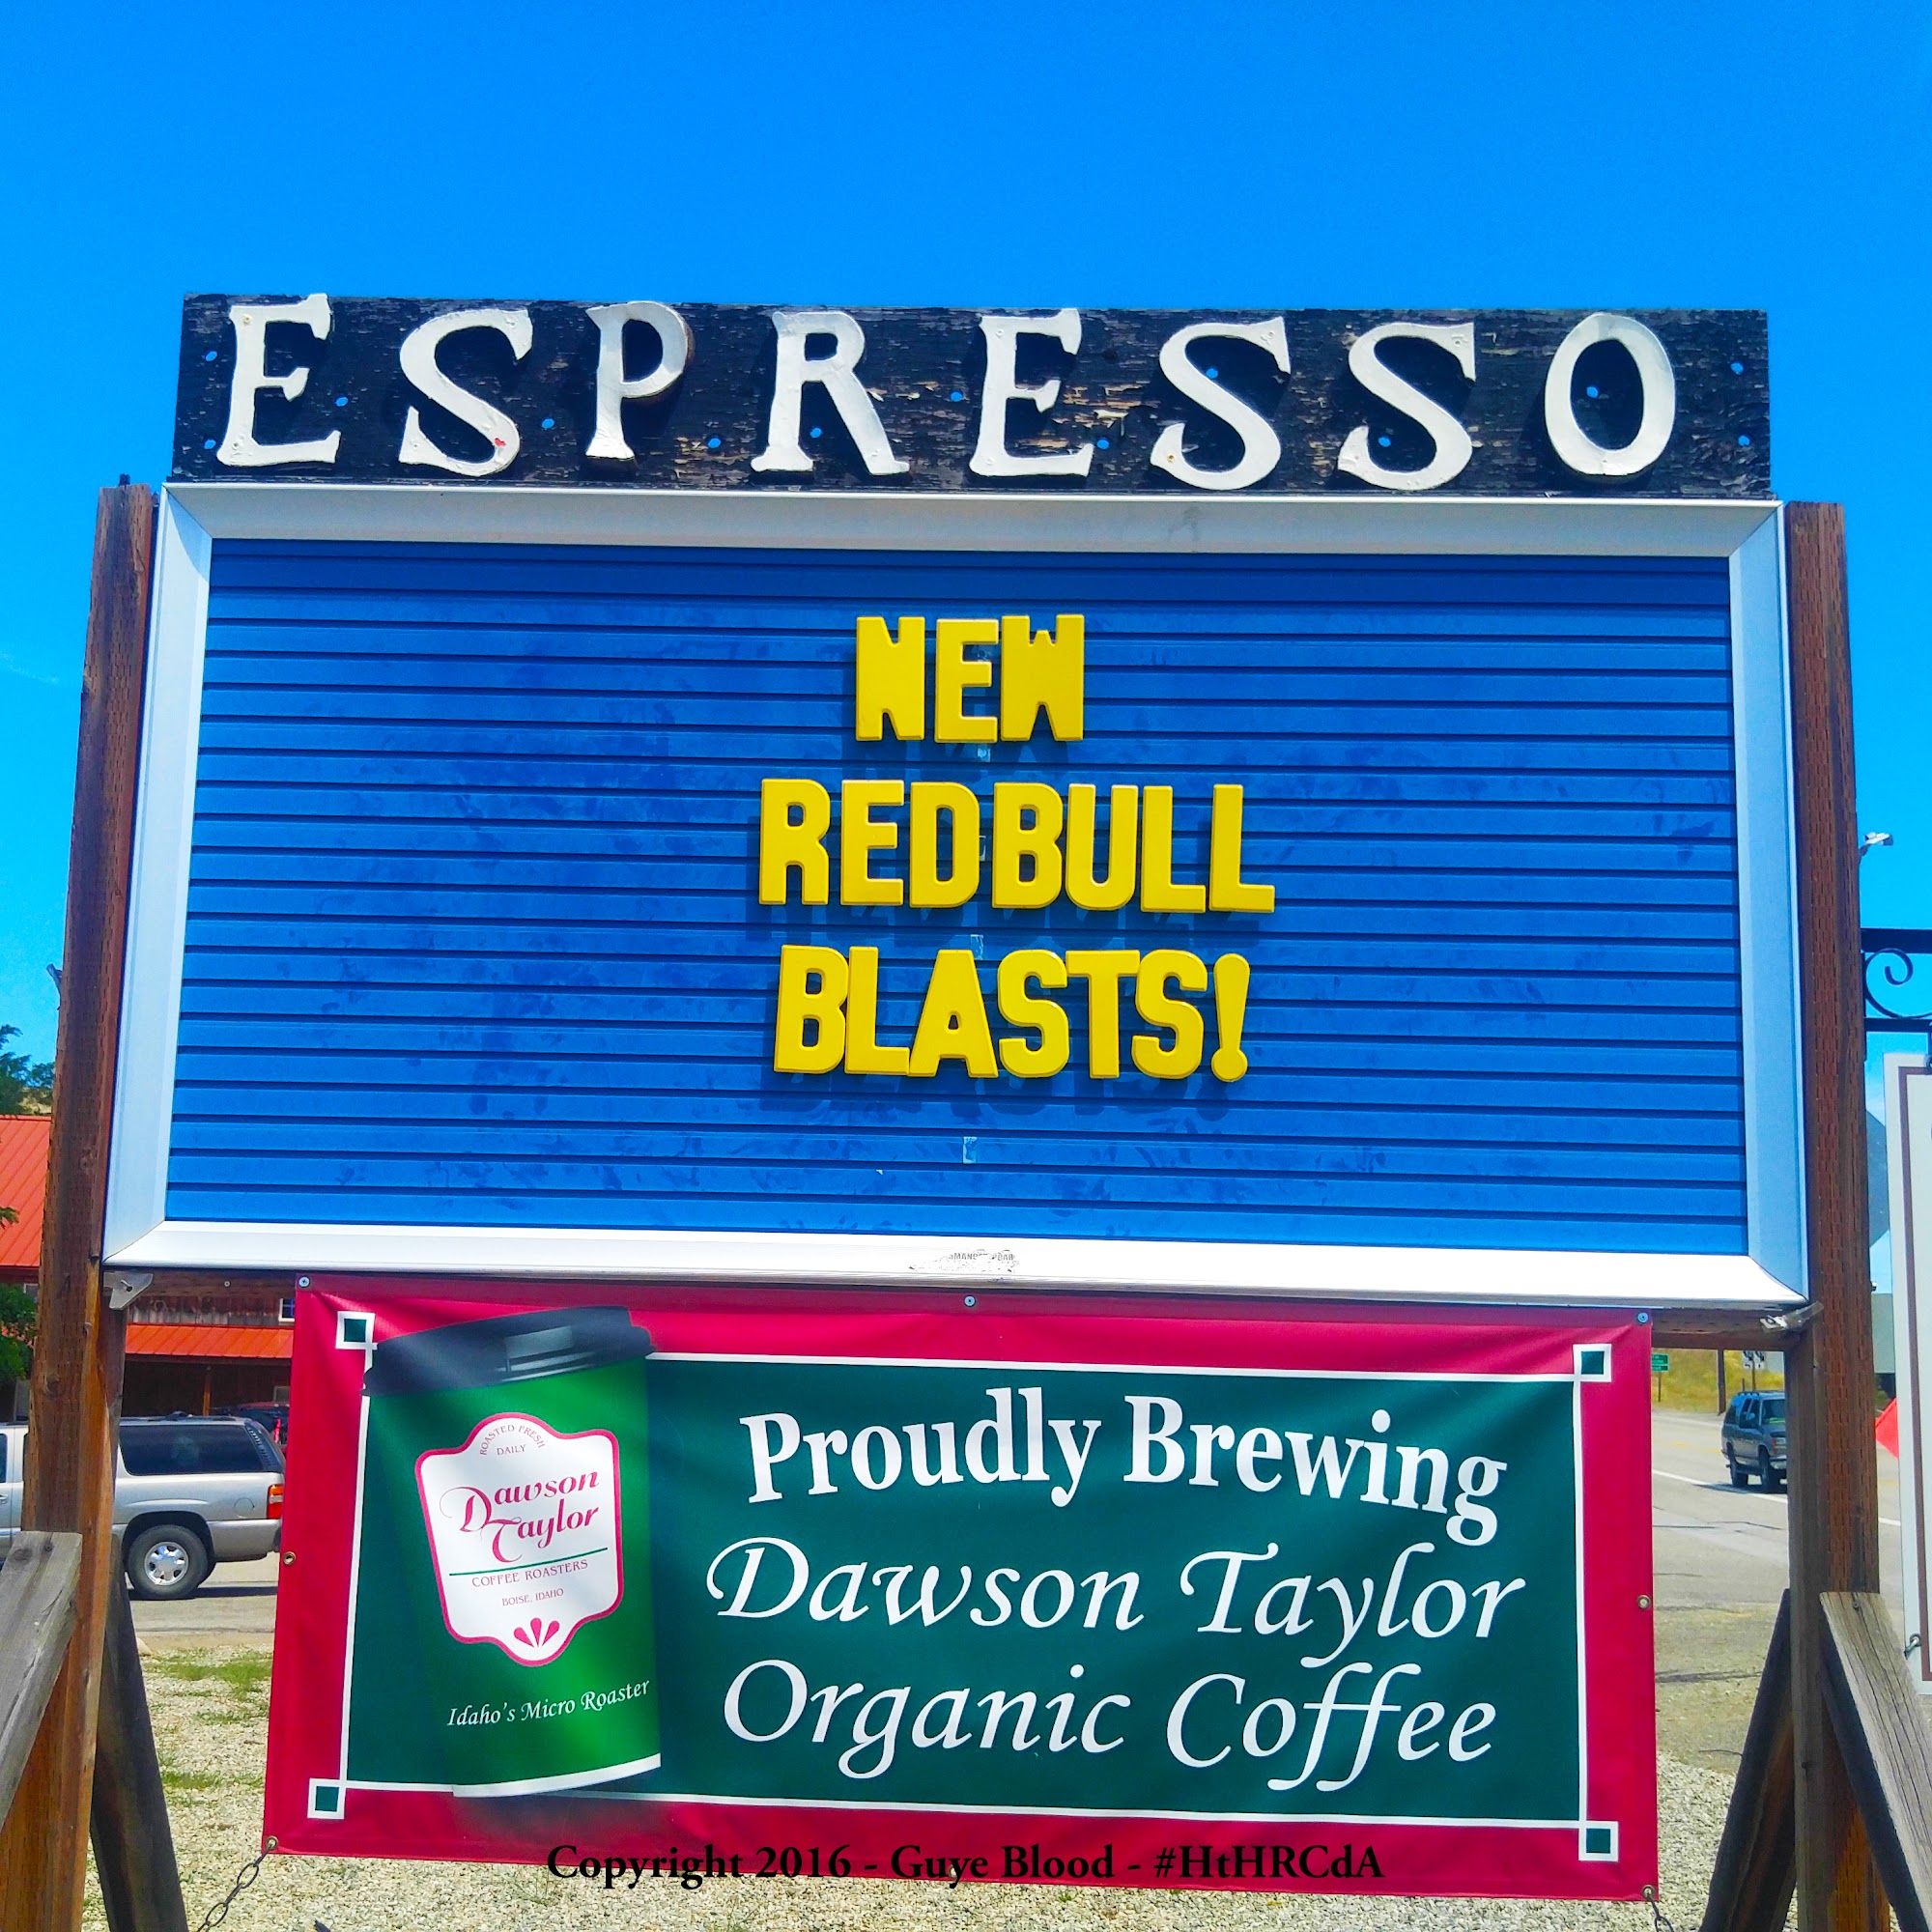 ESPRESSO
NEW
REDBULL
BLASTS!
ROASTED FRESH
DAILY
Dawson
Taylor
COFFEE ROASTERS
BOISE, IDAHO
Idaho's Micro Roaster
Proudly Brewing
Dawson Taylor
Organic Coffee
Copyright 2016 - Guye Blood - #HtHRCdA